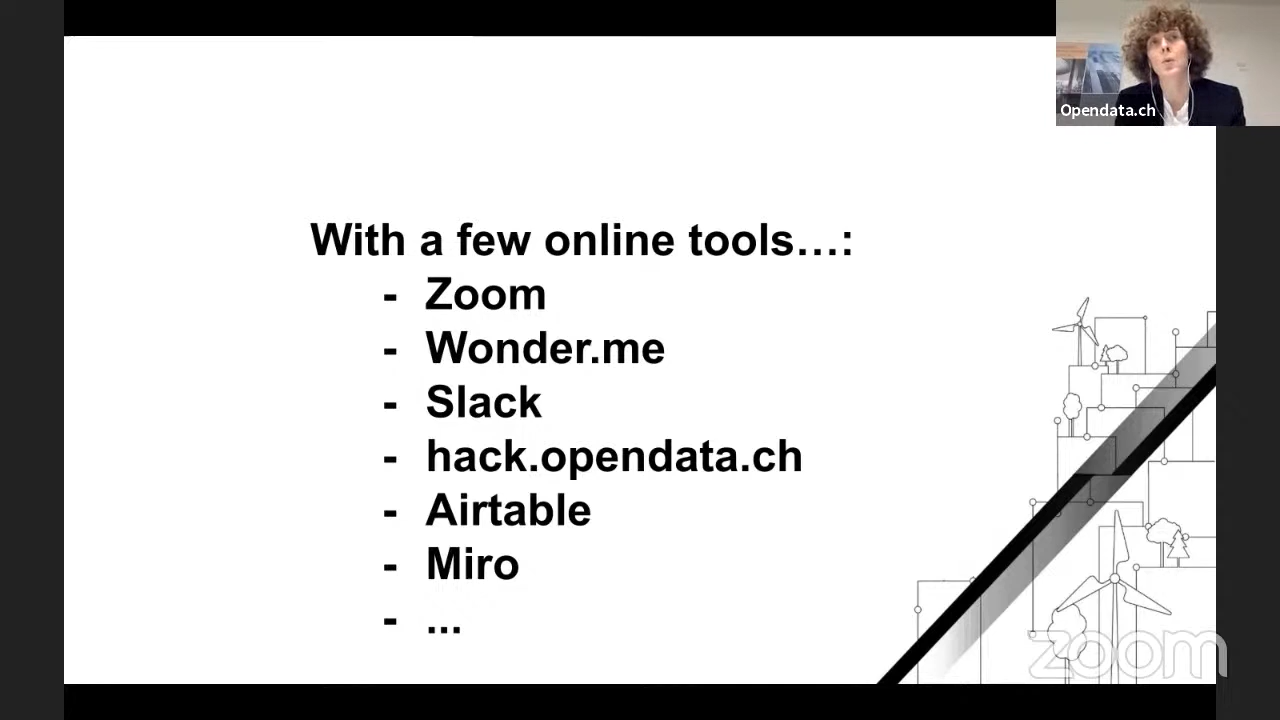 Opendata.ch
With a few online tools…:
- Zoom
- Wonder.me
- Slack
- hack.opendata.ch
- Airtable
- Miro
- ...
zoom